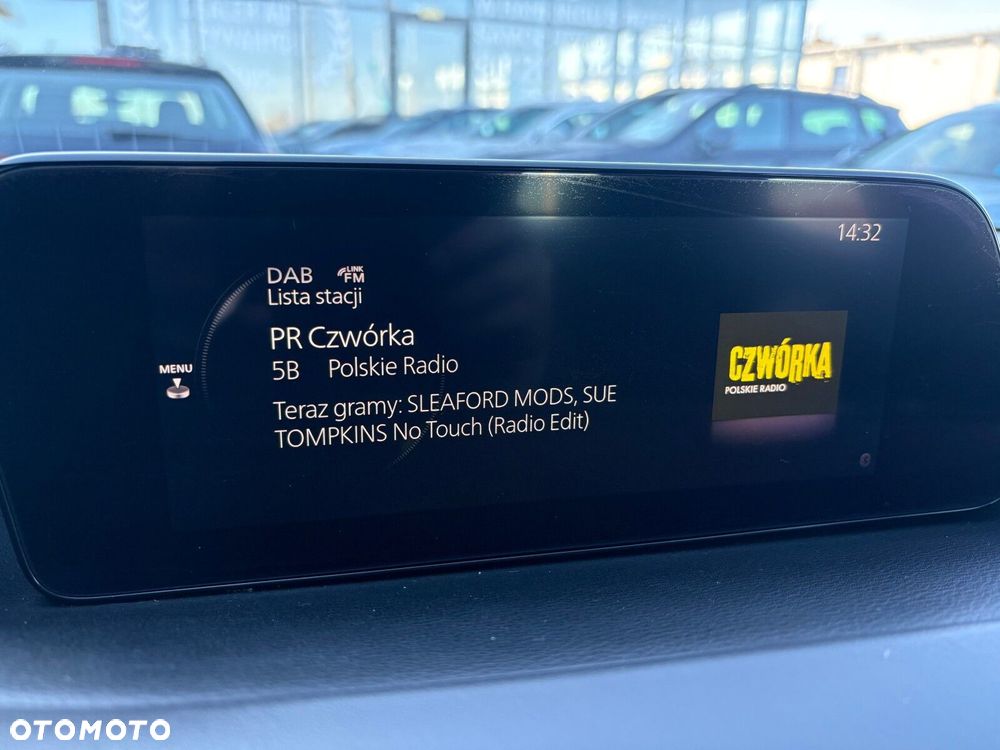 14:32
DAB LINK FM
Lista stacji
PR Czwórka
5B Polskie Radio
MENU
Teraz gramy: SLEAFORD MODS, SUE
TOMPKINS No Touch (Radio Edit)
CZWÓRKA
POLSKIE RADIO
OTOMOTO